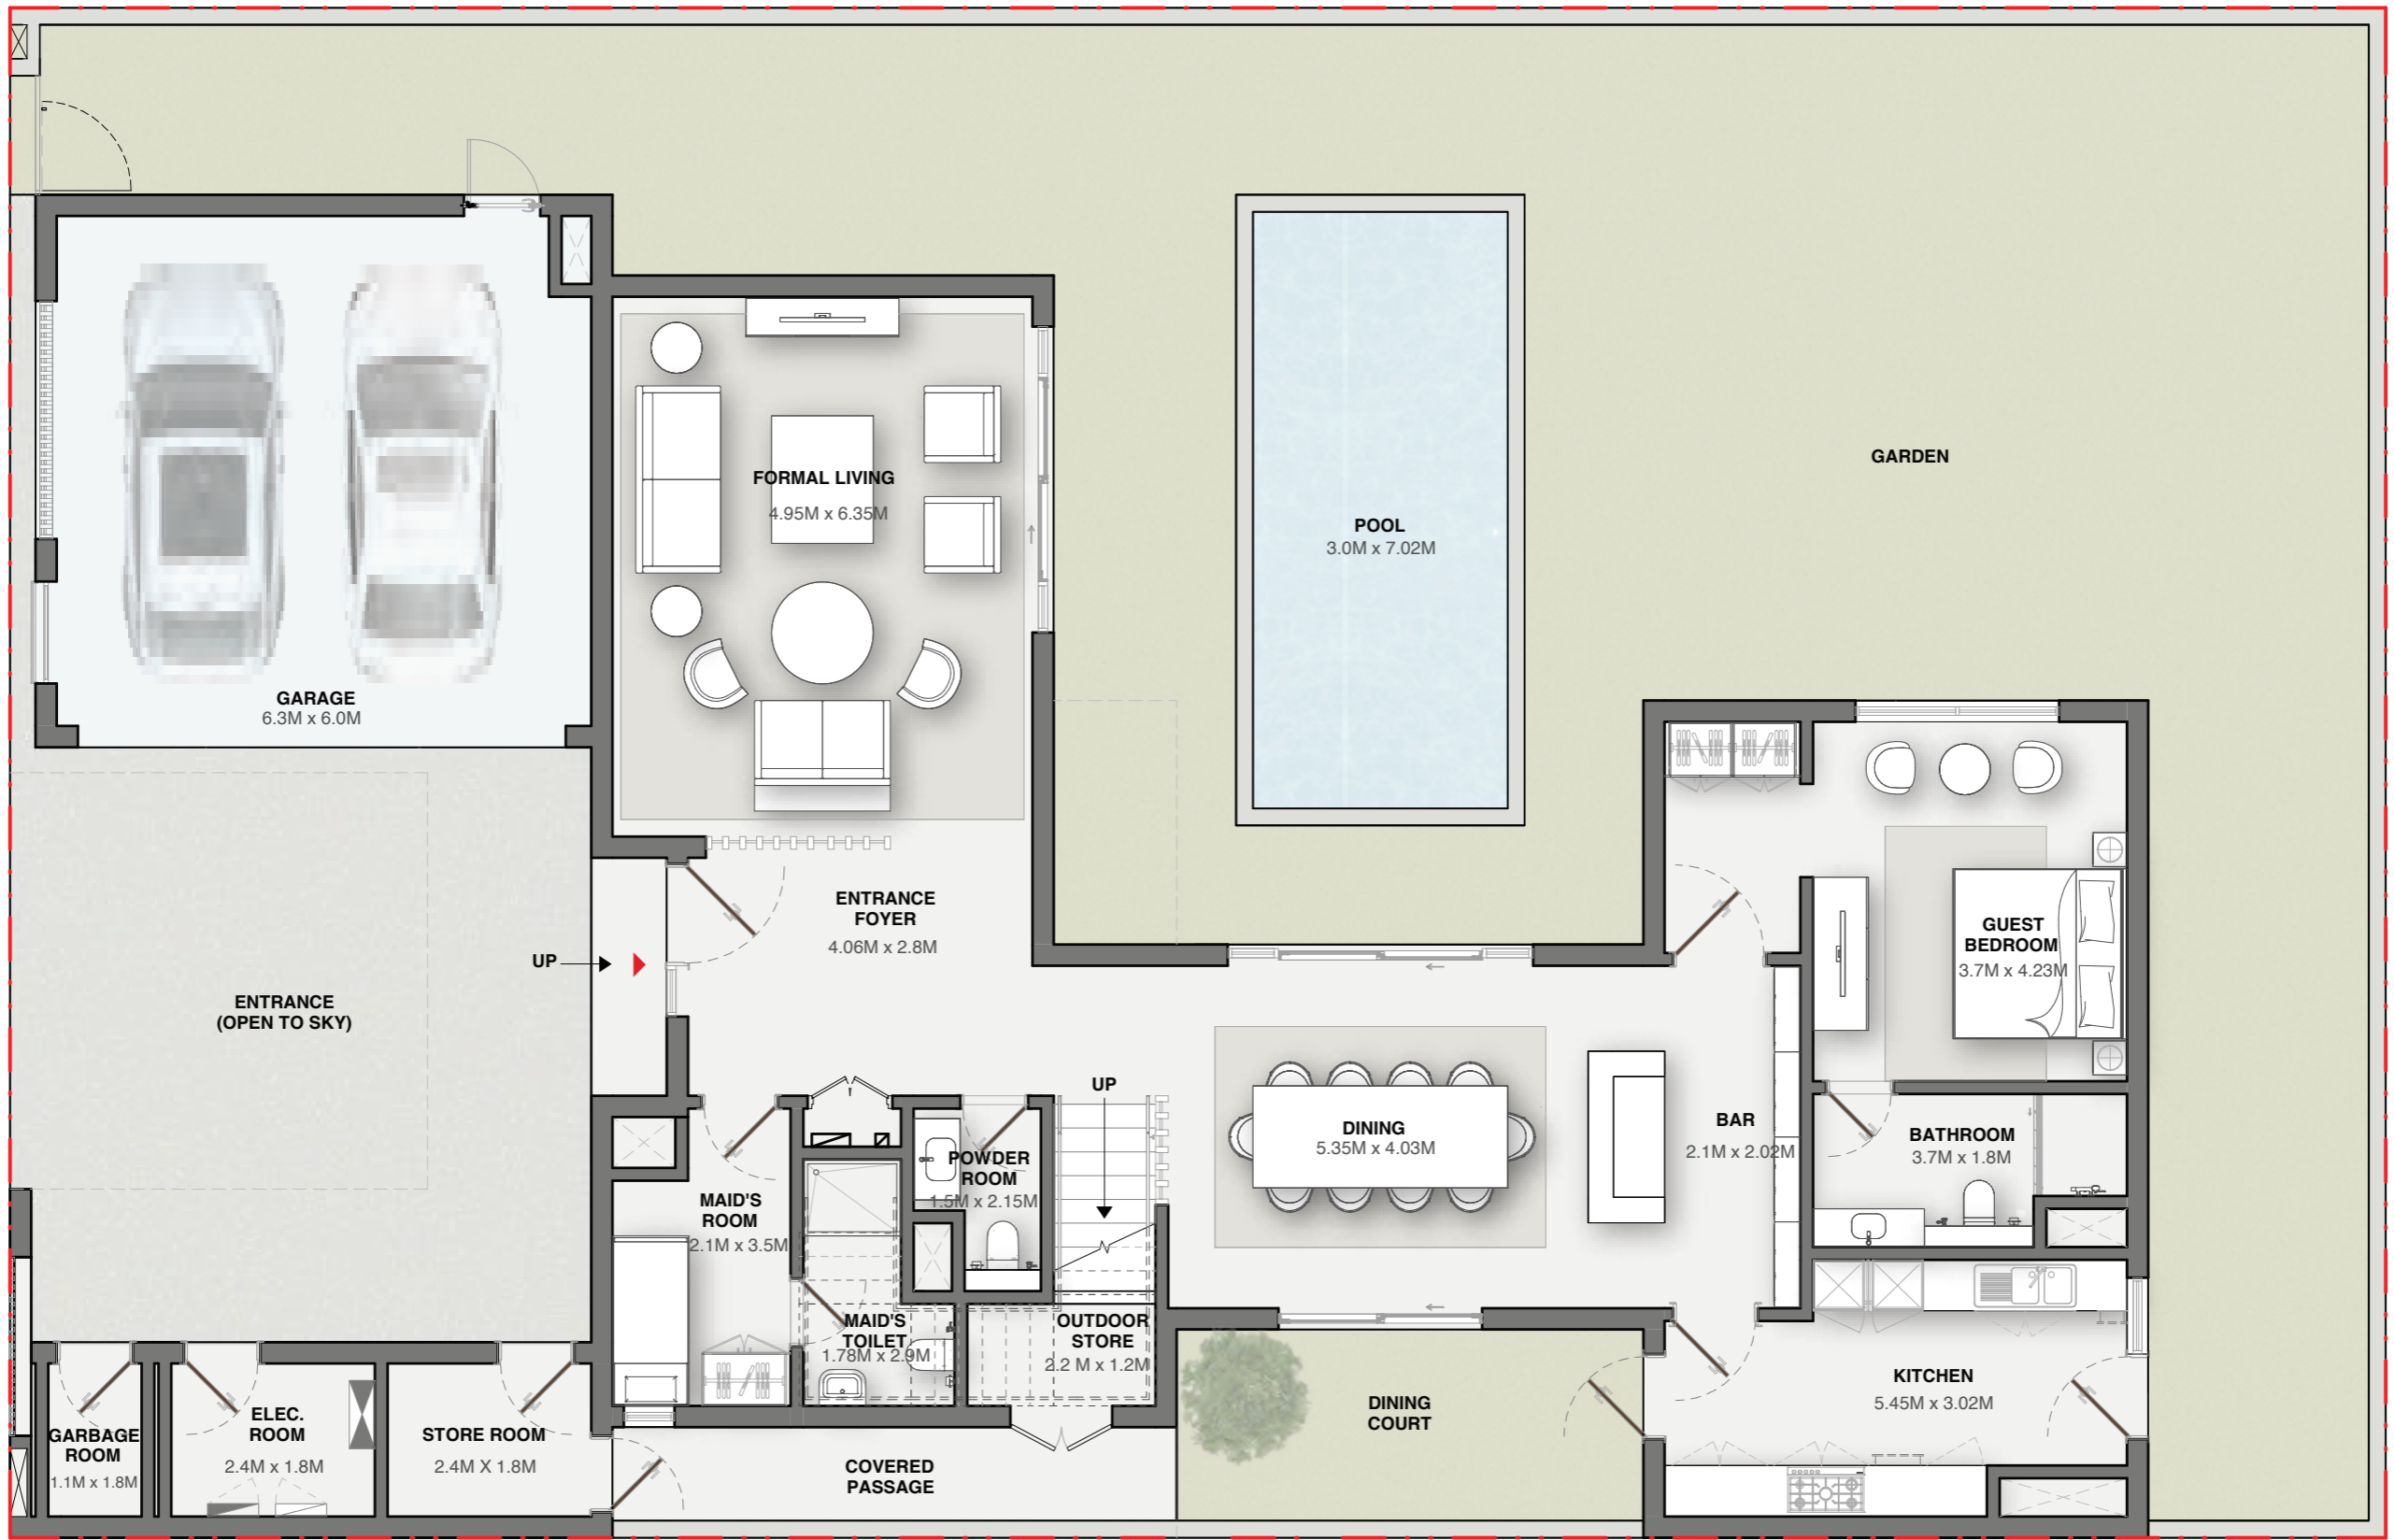 GARDEN
FORMAL LIVING
4.95M x 6.35M
POOL
3.0M x 7.02M
GARAGE
6.3M x 6.0M
ENTRANCE
FOYER
4.06M x 2.8M
GUEST
BEDROOM
3.7M x 4.23M
UP
ENTRANCE
(OPEN TO SKY)
UP
DINING
5.35M x 4.03M
BAR
2.1M x 2.02M
BATHROOM
3.7M x 1.8M
POWDER
ROOM
1.5M x 2.15M
MAID'S
ROOM
2.1M x 3.5M
MAID'S
TOILET
1.78M x 2.9M
OUTDOOR
STORE
2.2 M x 1.2M
KITCHEN
5.45M x 3.02M
DINING
COURT
GARBAGE
ROOM
1.1M x 1.8M
ELEC.
ROOM
2.4M x 1.8M
STORE ROOM
2.4M X 1.8M
COVERED
PASSAGE